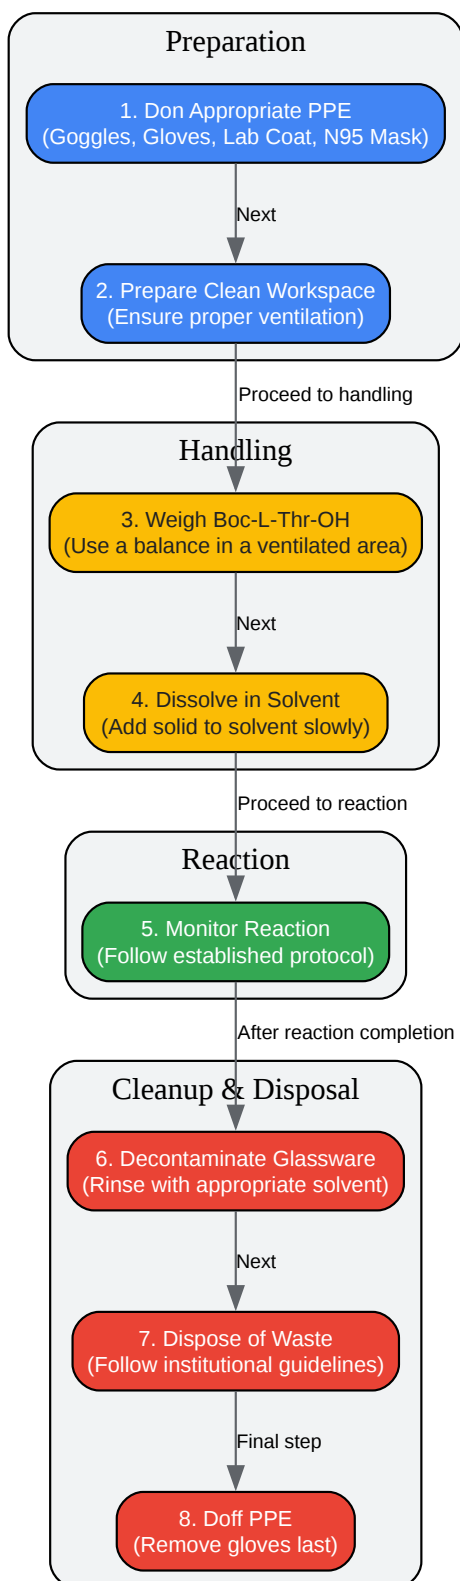 Preparation
1. Don Appropriate PPE
(Goggles, Gloves, Lab Coat, N95 Mask)
Next
2. Prepare Clean Workspace
(Ensure proper ventilation)
Proceed to handling
Handling
3. Weigh Boc-L-Thr-OH
(Use a balance in a ventilated area)
Next
4. Dissolve in Solvent
(Add solid to solvent slowly)
Proceed to reaction
Reaction
5. Monitor Reaction
(Follow established protocol)
After reaction completion
Cleanup & Disposal
6. Decontaminate Glassware
(Rinse with appropriate solvent)
Next
7. Dispose of Waste
(Follow institutional guidelines)
Final step
8. Doff PPE
(Remove gloves last)